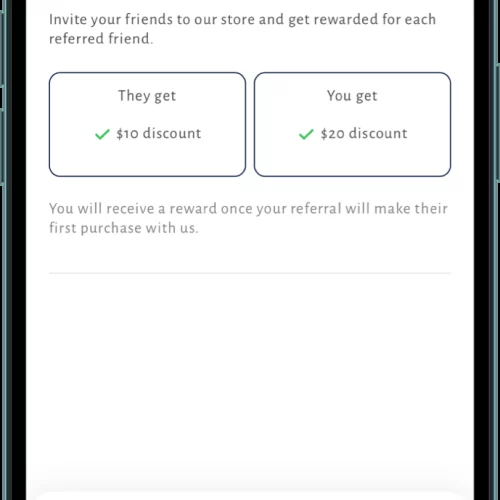 Invite your friends to our store and get rewarded for each
referred friend.
They get
You get
$10 discount
$20 discount
You will receive a reward once your referral will make their
first purchase with us.